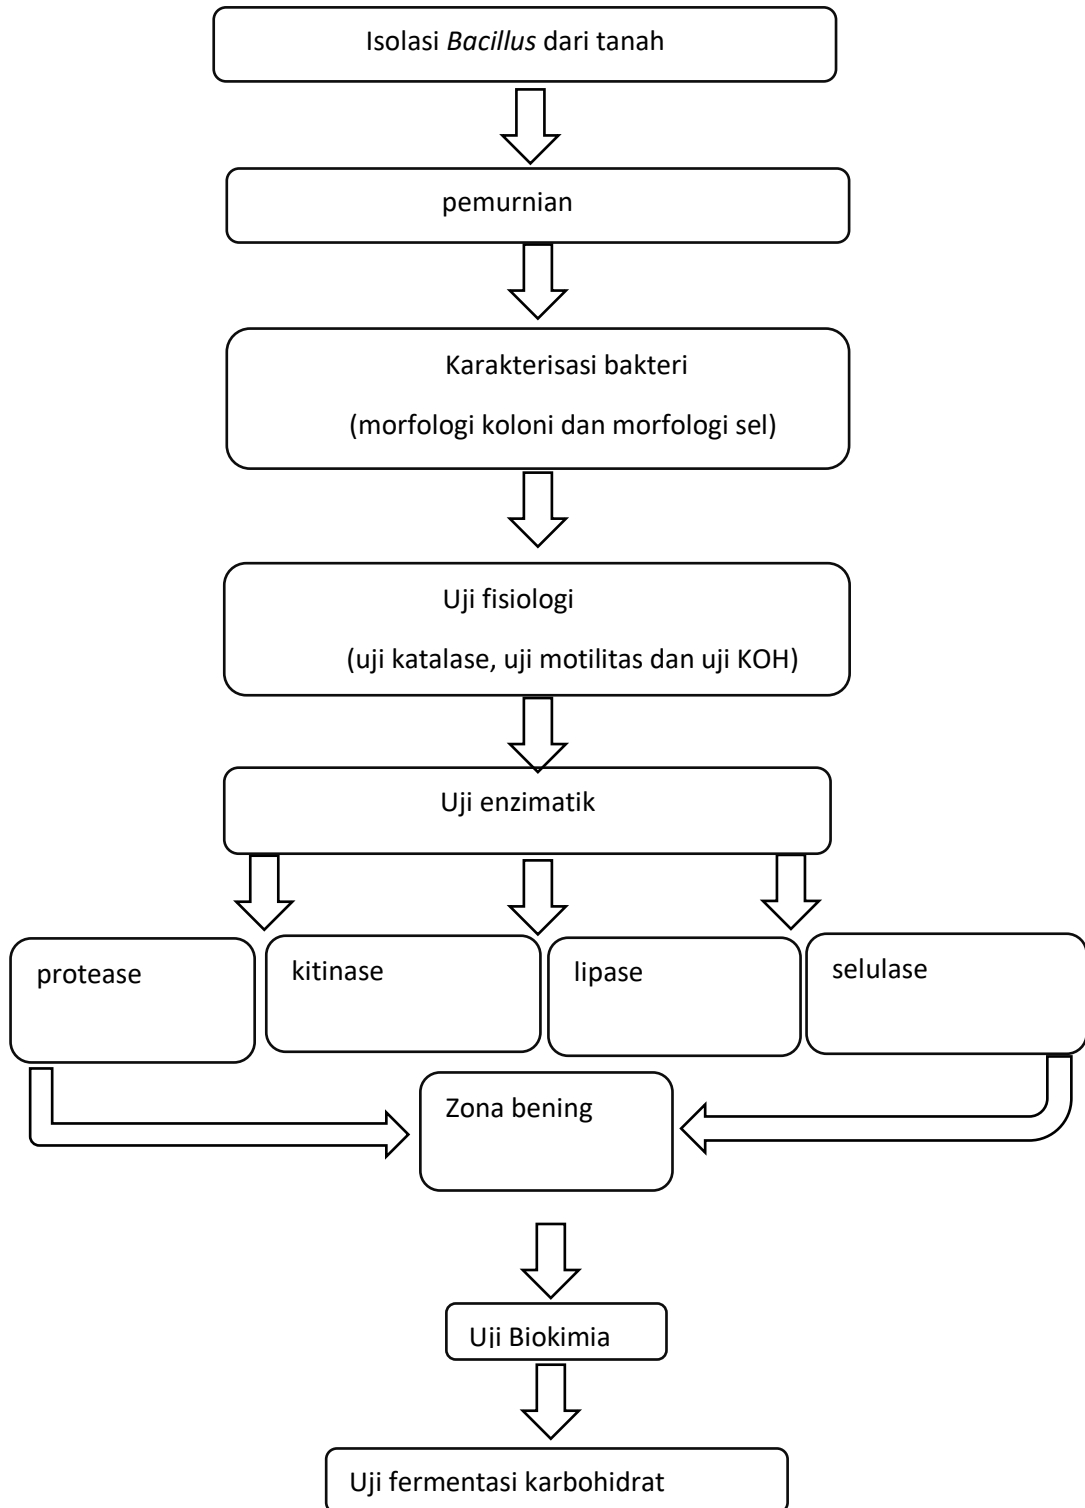 Isolasi Bacillus dari tanah
pemurnian
Karakterisasi bakteri
(morfologi koloni dan morfologi sel)
Uji fisiologi
(uji katalase, uji motilitas dan uji KOH)
Uji enzimatik
protease
kitinase
lipase
selulase
Zona bening
Uji Biokimia
Uji fermentasi karbohidrat